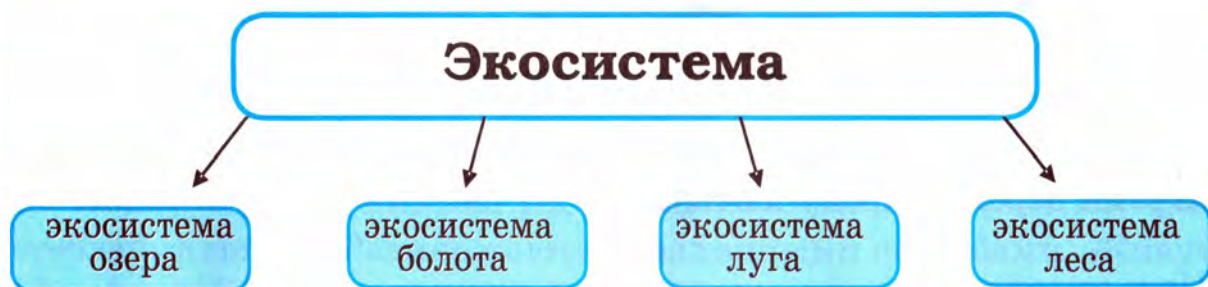 Экосистема
экосистема
озера
экосистема
болота
экосистема
луга
экосистема
леса